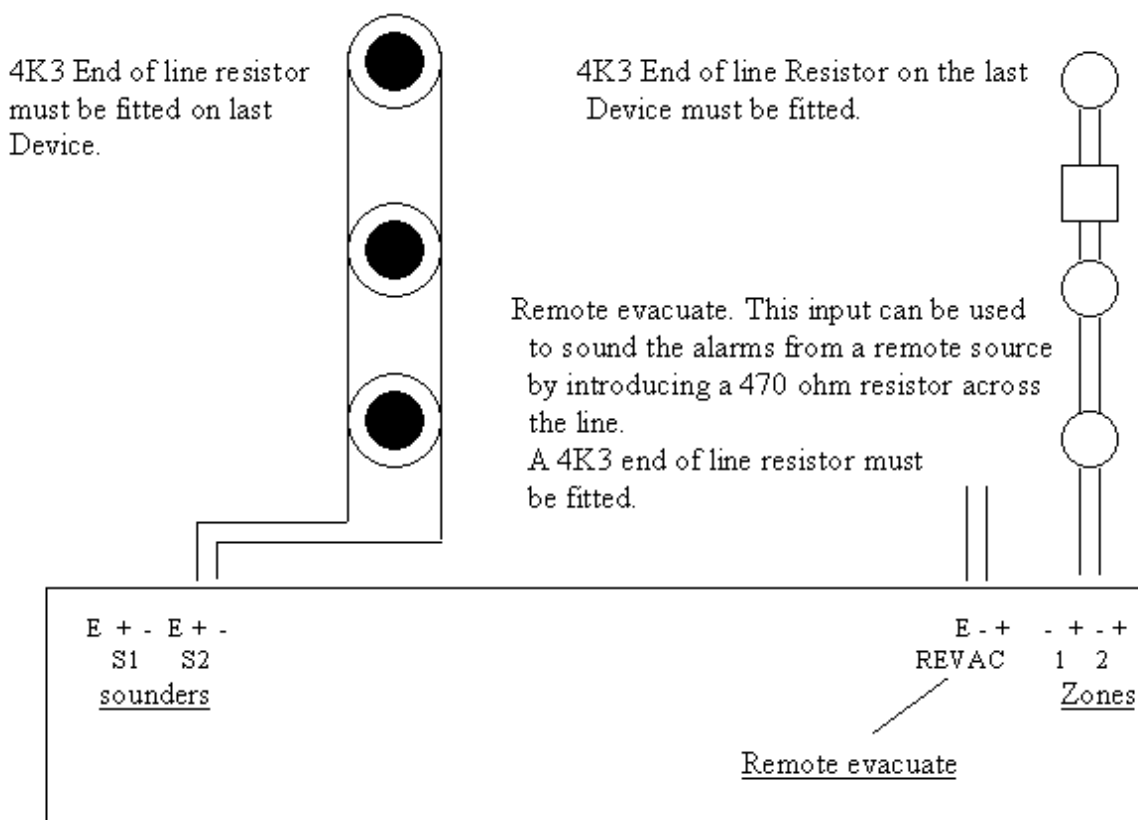 4K3 End of line resistor
must be fitted on last
Device.
4K3 End of line Resistor on the last
Device must be fitted.
Remote evacuate. This input can be used
to sound the alarms from a remote source
by introducing a 470 ohm resistor across
the line.
A 4K3 end of line resistor must
be fitted.
E + - E + -
S1 S2
sounders
E - +
REVAC
- + - +
1 2
Zones
Remote evacuate